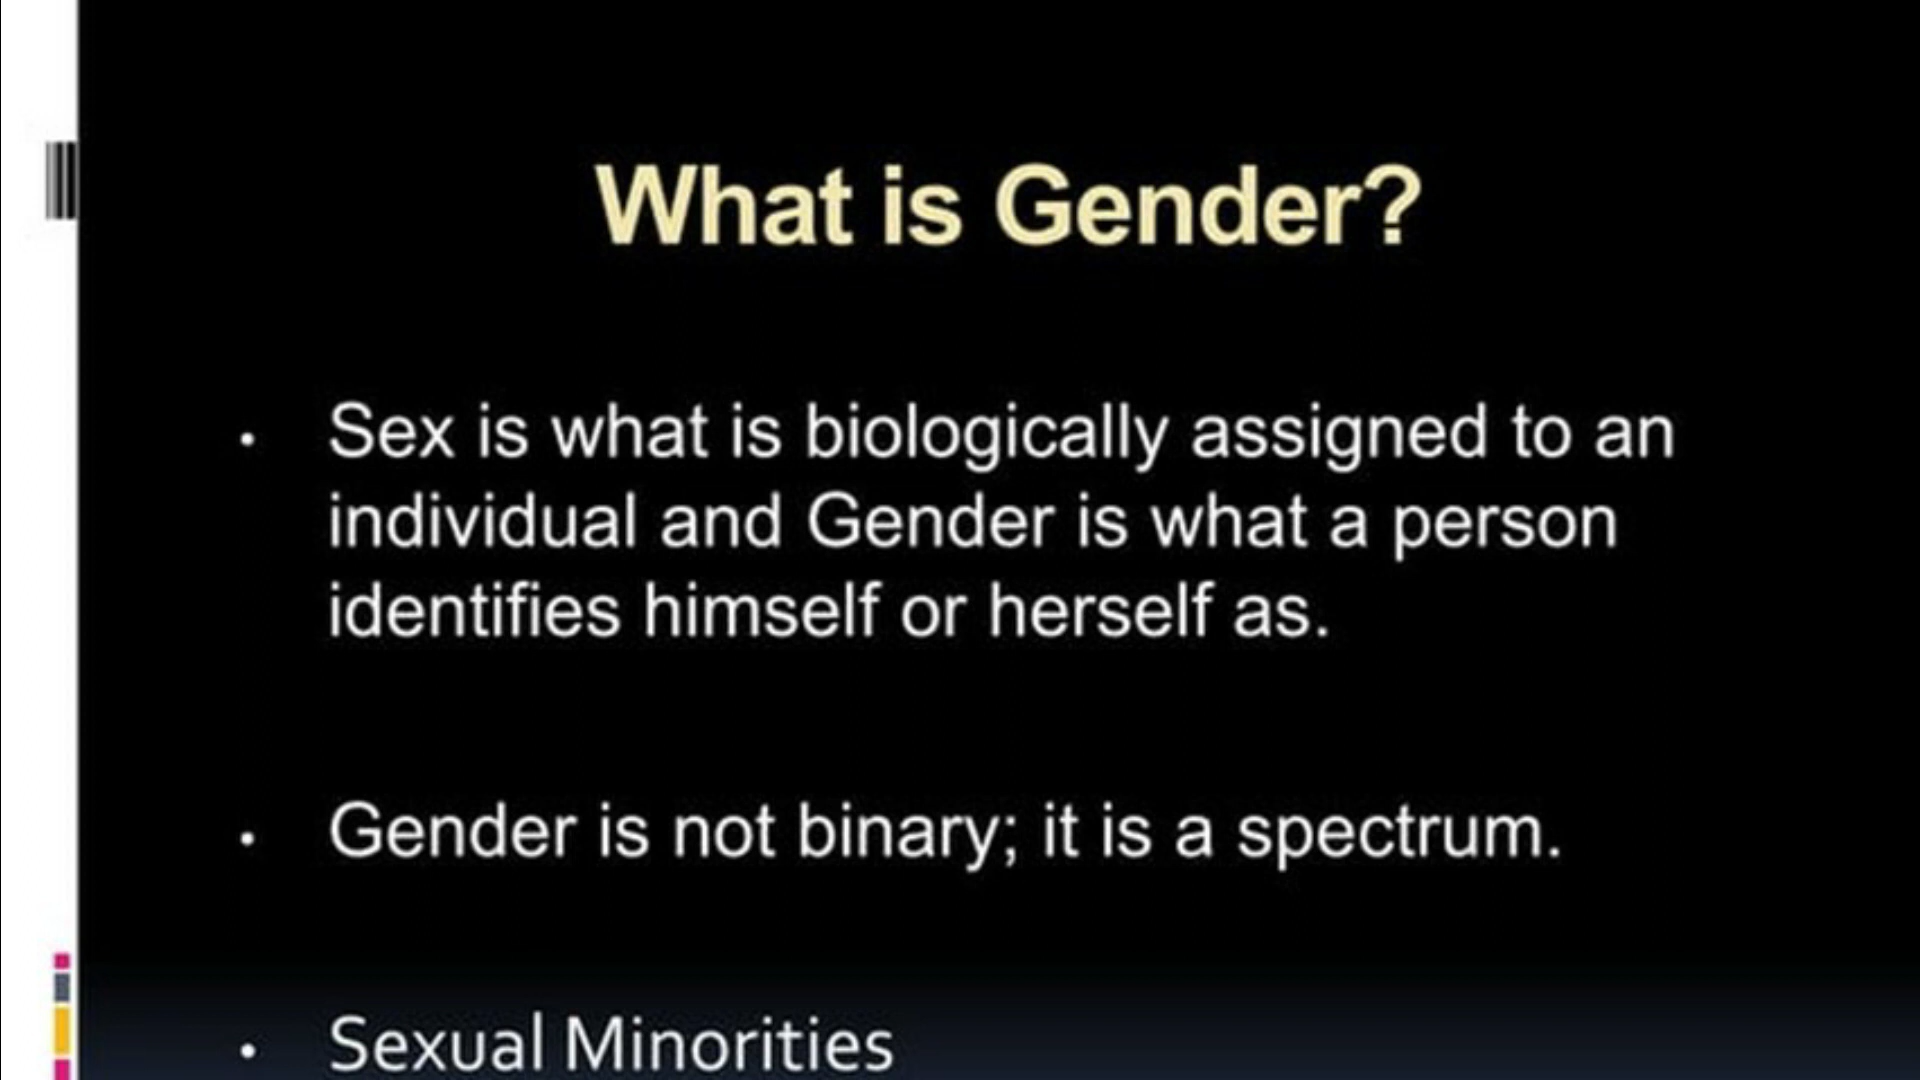 What is Gender?
• Sex is what is biologically assigned to an
individual and Gender is what a person
identifies himself or herself as.
• Gender is not binary; it is a spectrum.
• Sexual Minorities